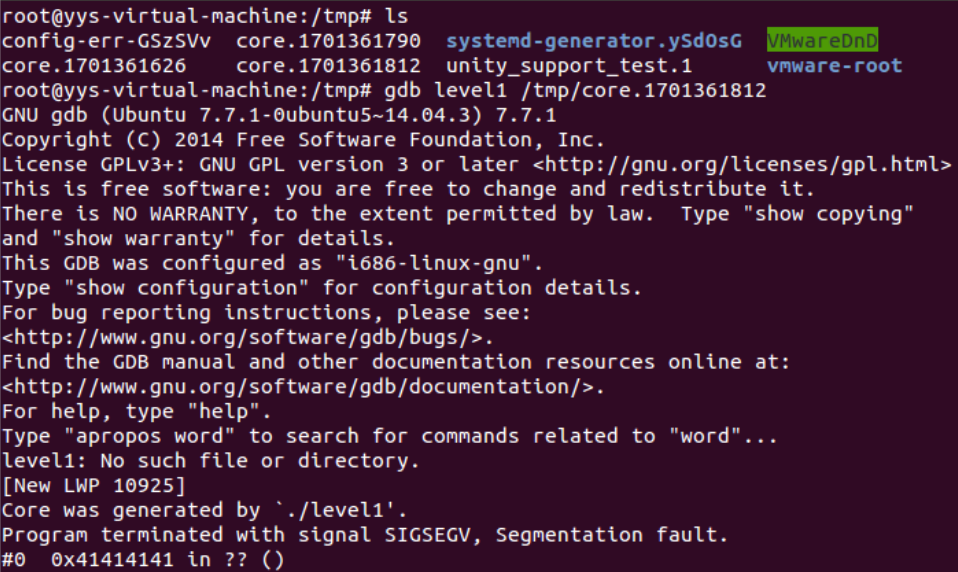 root@yys-virtual-machine:/tmp# ls
config-err-GSzSVv  core.1701361790  systemd-generator.ySdOsG  VMwareDnD
core.1701361626    core.1701361812  unity_support_test.1      vmware-root
root@yys-virtual-machine:/tmp# gdb level1 /tmp/core.1701361812
GNU gdb (Ubuntu 7.7.1-0ubuntu5~14.04.3) 7.7.1
Copyright (C) 2014 Free Software Foundation, Inc.
License GPLv3+: GNU GPL version 3 or later <http://gnu.org/licenses/gpl.html>
This is free software: you are free to change and redistribute it.
There is NO WARRANTY, to the extent permitted by law.  Type "show copying"
and "show warranty" for details.
This GDB was configured as "i686-linux-gnu".
Type "show configuration" for configuration details.
For bug reporting instructions, please see:
<http://www.gnu.org/software/gdb/bugs/>.
Find the GDB manual and other documentation resources online at:
<http://www.gnu.org/software/gdb/documentation/>.
For help, type "help".
Type "apropos word" to search for commands related to "word"...
level1: No such file or directory.
[New LWP 10925]
Core was generated by `./level1'.
Program terminated with signal SIGSEGV, Segmentation fault.
#0  0x41414141 in ?? ()